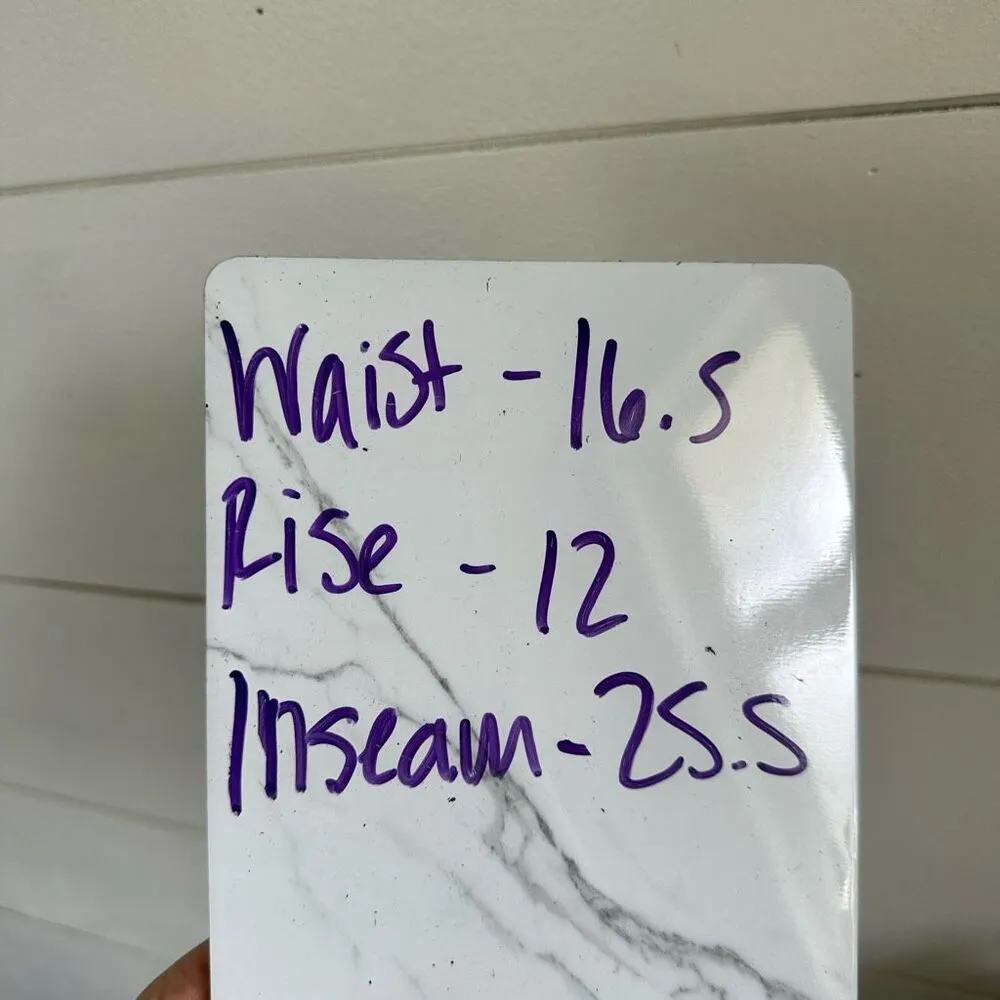 Waist - 16.5
Rise - 12
Inseam - 25.5